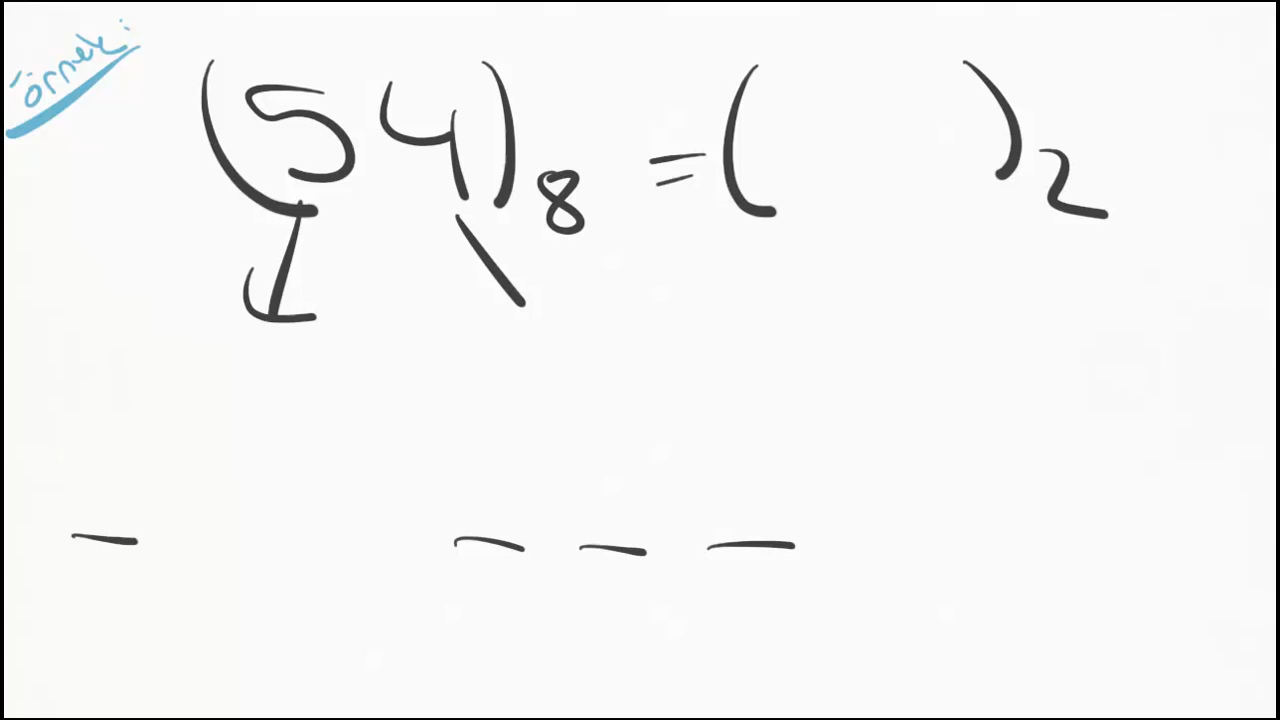 örnek:
(54)8 = (  )2
_ _ _ _